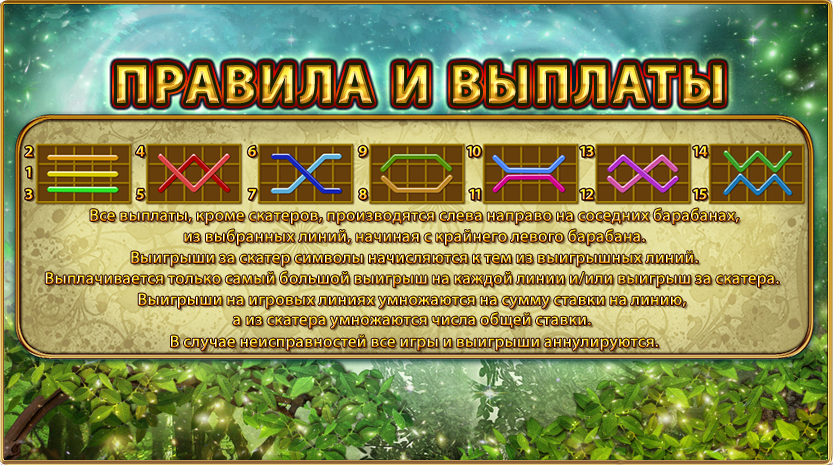 ПРАВИЛА И ВЫПЛАТЫ
2 4 6 9 10 13 14
1
3 5 7 8 11 12 15
Все выплаты, кроме скатеров, производятся слева направо на соседних барабанах,
из выбранных линий, начиная с крайнего левого барабана.
Выигрыши за скатер символы начисляются к тем из выигрышных линий.
Выплачивается только самый большой выигрыш на каждой линии и/или выигрыш за скатера.
Выигрыши на игровых линиях умножаются на сумму ставки на линию,
а из скатера умножаются числа общей ставки.
В случае неисправностей все игры и выигрыши аннулируются.